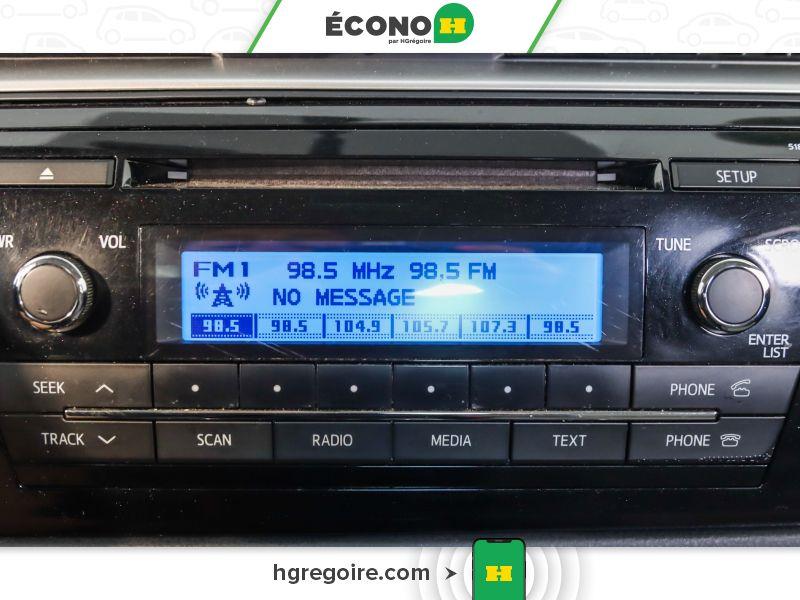 ÉCONO H
par HGrégoire
518
SETUP
VOL
TUNE
FM1 98.5 MHz 98.5 FM
NO MESSAGE
98.5 98.5 104.9 105.7 107.3 98.5
ENTER
LIST
SEEK PHONE
TRACK SCAN RADIO MEDIA TEXT PHONE
hgregoire.com H